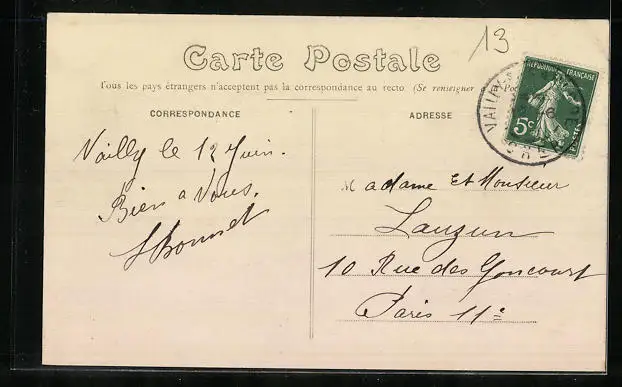 13
Carte Postale
Tous les pays étrangers n'acceptent pas la correspondance au recto (Se renseigner
CORRESPONDANCE
ADRESSE
REPUBLIQUE FRANÇAISE
5c
Vailly le 12 Juin.
Bien a Vous.
Madame Et Monsieur
Lauzun
10 Rue des Goncourt
Paris 11e